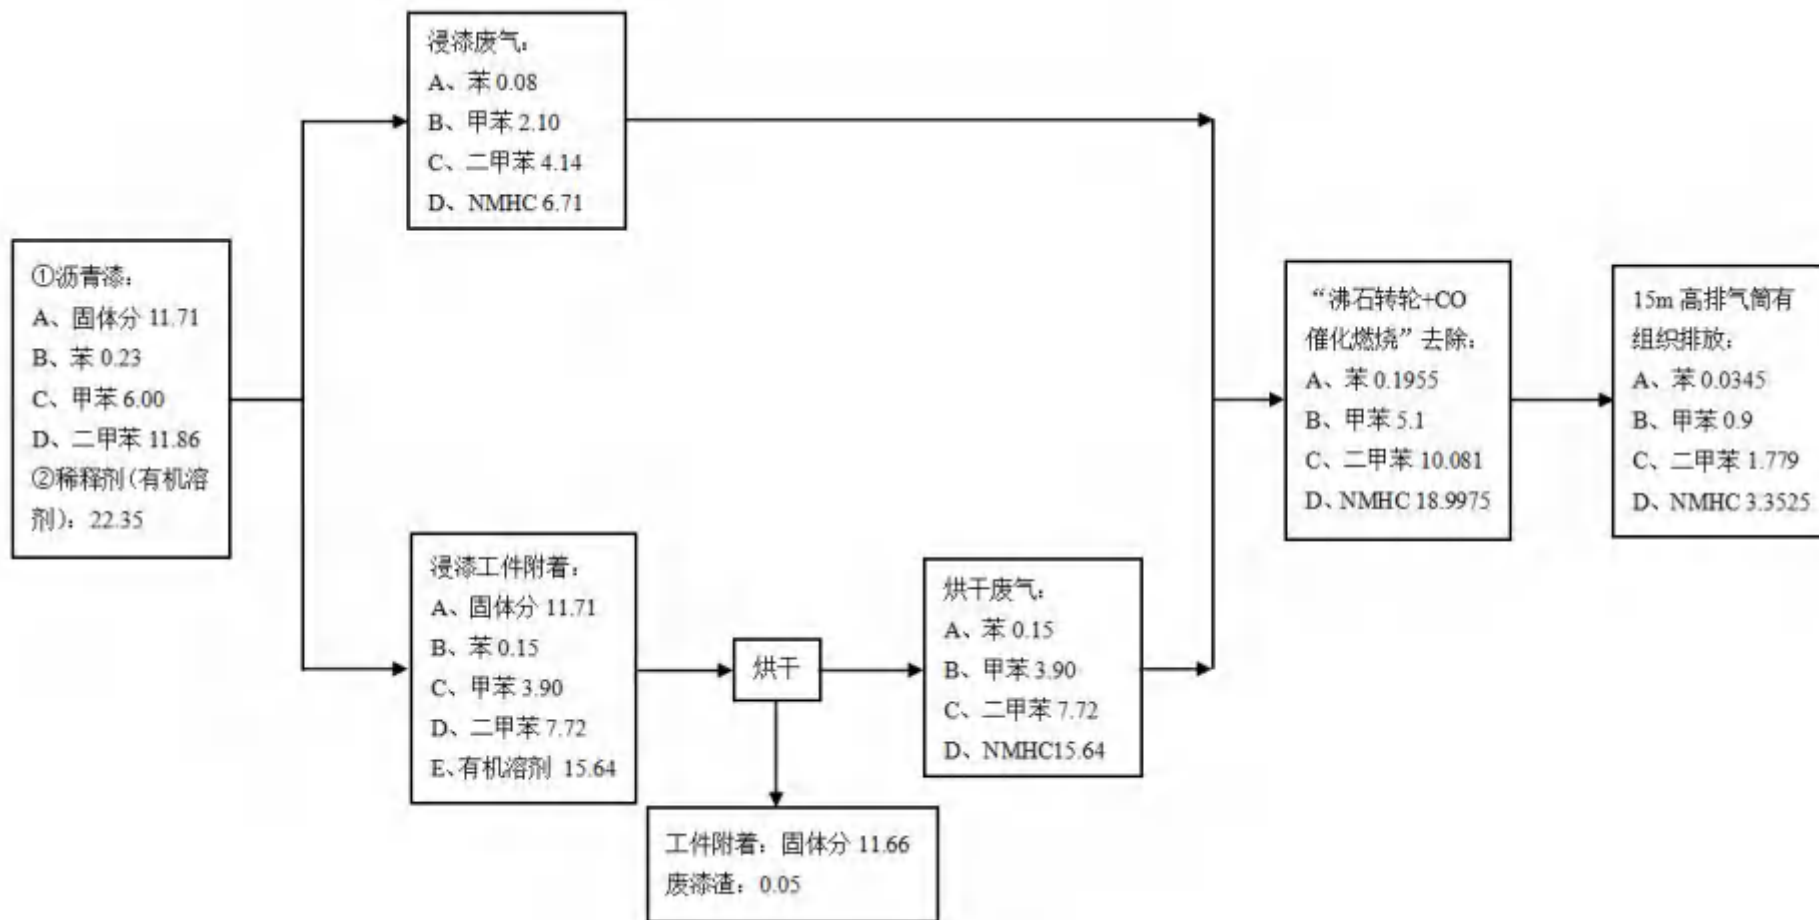 浸漆废气：
A、苯 0.08
B、甲苯 2.10
C、二甲苯 4.14
D、NMHC 6.71
①沥青漆：
A、固体分 11.71
B、苯 0.23
C、甲苯 6.00
D、二甲苯 11.86
②稀释剂（有机溶
剂）：22.35
浸漆工件附着：
A、固体分 11.71
B、苯 0.15
C、甲苯 3.90
D、二甲苯 7.72
E、有机溶剂 15.64
烘干
工件附着：固体分 11.66
废漆渣：0.05
烘干废气：
A、苯 0.15
B、甲苯 3.90
C、二甲苯 7.72
D、NMHC15.64
“沸石转轮+CO
催化燃烧”去除：
A、苯 0.1955
B、甲苯 5.1
C、二甲苯 10.081
D、NMHC 18.9975
15m 高排气筒有
组织排放：
A、苯 0.0345
B、甲苯 0.9
C、二甲苯 1.779
D、NMHC 3.3525